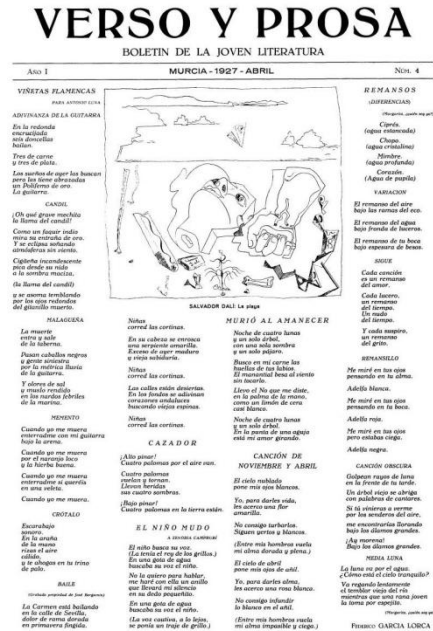 VERSO Y PROSA
BOLETIN DE LA JOVEN LITERATURA
AÑO I
MURCIA - 1927 - ABRIL
NÚM. 4
VIÑETAS FLAMENCAS
PARA ANTONIO LUNA
ADIVINANZA DE LA GUITARRA
En la redonda
encrucijada
seis doncellas
bailan.
Tres de carne
y tres de plata.
Los sueños de ayer las buscan
pero las tiene abrazadas
un Polifemo de oro.
La guitarra.
CANDIL
¡Oh qué grave medita
la llama del candil!
Como un faquir indio
mira su entraña de oro.
Y se eclipsa soñando
atmósferas sin viento.
Cigüeña incandescente
pica desde su nido
a la sombra maciza,
(la llama del candil)
y se asoma temblando
por los ojos redondos
del gitanillo muerto.
MALAGUEÑA
La muerte
entra y sale
de la taberna.
Pasan caballos negros
y gente siniestra
por la métrica lluvia
de la guitarra.
Y olores de sal
y muslo rendido
en los nardos febriles
de la marina.
MEMENTO
Cuando yo me muera
enterradme con mi guitarra
bajo la arena.
Cuando yo me muera
por el naranjo loco
y la hierba buena.
Cuando yo me muera
enterradme si queréis
en una veleta.
Cuando yo me muera.
CRÓTALO
Escarabajo
sonoro.
En la araña
de la mano
rizas el aire
cálido,
y te ahogas en tu trino
de palo.
BAILE
La Carmen está bailando
en la calle de Sevilla,
dolor de rama dorada
en primavera fingida.
SALVADOR DALÍ: La playa
Niñas
corred las cortinas.
En su cabeza se enrosca
una serpiente amarilla.
Exceso de ayer madura
y vieja sabiduría.
Niñas
corred las cortinas.
Las calles están desiertas.
En los fondos se adivinan
corazones andaluces
buscando viejas espinas.
Niñas
corred las cortinas.
CAZADOR
¡Alto pinar!
Cuatro palomas por el aire van.
Cuatro palomas
vuelan y tornan.
Llevan heridas
sus cuatro sombras.
¡Bajo pinar!
Cuatro palomas en la tierra están.
EL NIÑO MUDO
El niño busca su voz.
(La tenía el rey de los grillos.)
En una gota de agua
buscaba su voz el niño.
No la quiero para hablar,
me haré con ella un anillo
que llevará mi silencio
en su dedo pequeñito.
En una gota de agua
buscaba su voz el niño.
(La voz cautiva, a lo lejos,
se ponía un traje de grillo.)
MURIÓ AL AMANECER
Noche de cuatro lunas
y un solo árbol,
con una sola sombra
y un solo pájaro.
Busco en mi carne las
huellas de tus labios.
El manantial besa al viento
sin tocarlo.
Llevo el No que me diste,
en la palma de la mano,
como un limón de cera
casi blanco.
Noche de cuatro lunas
y un solo árbol.
En la punta de una aguja
está mi amor girando.
CANCIÓN DE
NOVIEMBRE Y ABRIL
El cielo nublado
pone mis ojos blancos.
Yo, para darles vida,
les acerco una flor
amarilla.
No consigo turbarlos.
Siguen yertos y blancos.
(Entre mis hombros vuela
mi alma dorada y plena.)
El cielo de abril
pone mis ojos de añil.
Yo, para darles alma,
les acerco una rosa blanca.
No consigo infundir
lo blanco en el añil.
(Entre mis hombros vuela
mi alma impasible y ciega.)
REMANSOS
(DIFERENCIAS)
Ciprés.
(agua estancada)
Chopo.
(agua cristalina)
Mimbre.
(agua profunda)
Corazón.
(Agua de pupila)
VARIACION
El remanso del aire
bajo las ramas del eco.
El remanso del agua
bajo fronda de luceros.
El remanso de tu boca
bajo espesura de besos.
SIGUE
Cada canción
es un remanso
del amor.
Cada lucero,
un remanso
del tiempo.
Un nudo
del tiempo.
Y cada suspiro,
un remanso
del grito.
REMANSILLO
Me miré en tus ojos
pensando en tu alma.
Adelfa blanca.
Me miré en tus ojos
pensando en tu boca.
Adelfa roja.
Me miré en tus ojos
pero estabas ciega.
Adelfa negra.
CANCIÓN OBSCURA
Golpean rayos de luna
en la frente de tu tarde.
Un árbol viejo se abriga
con palabras de cantares.
Si tú vinieras a verme
por los senderos del aire,
me encontrarías llorando
bajo los álamos grandes.
¡Ay morena!
Bajo los álamos grandes.
MEDIA LUNA
La luna va por el agua.
¿Cómo está el cielo tranquilo?
Va segando lentamente
el temblor viejo del río
mientras que una rana joven
la toma por espejito.
FEDERICO GARCIA LORCA